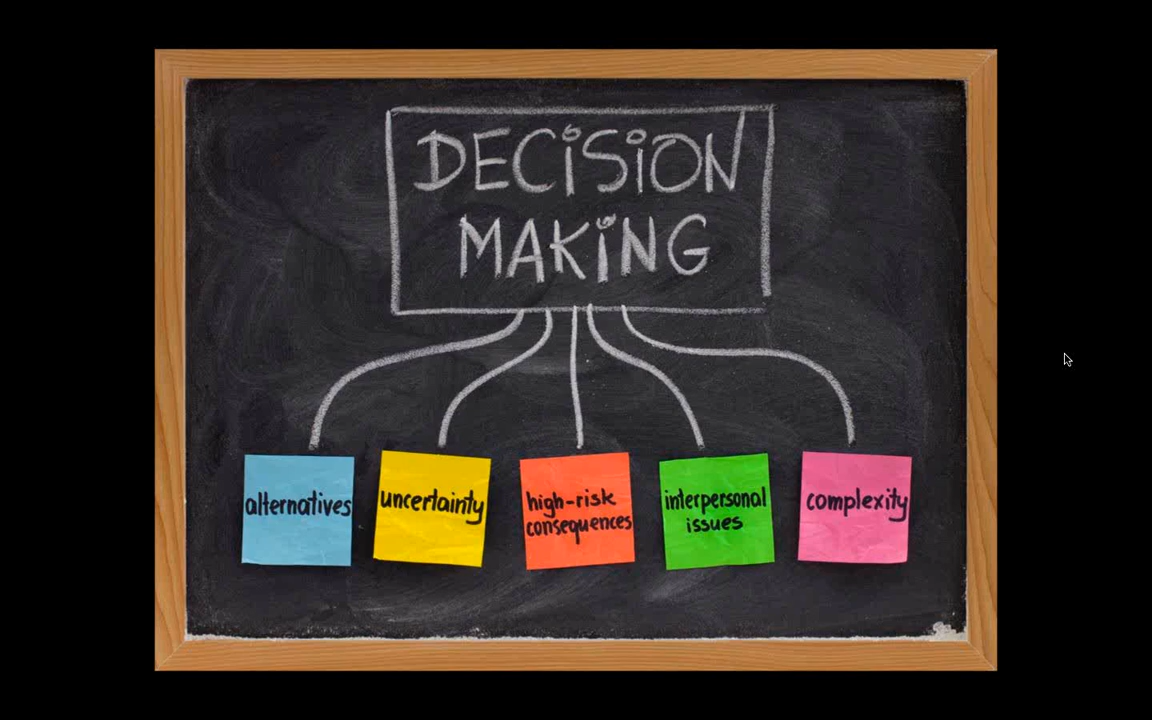 DECiSiON
MAKiNG
alternatives
uncertainty
high-risk
consequences
interpersonal
issues
complexity